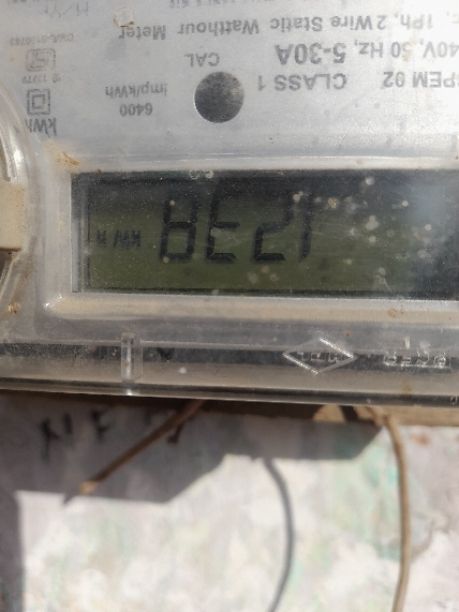 1238 kWh
CAL 6400 imp/kWh kWh
PEM 02 CLASS 1
40V, 50 Hz, 5-30A
1Ph, 2 Wire Static Watthour Meter